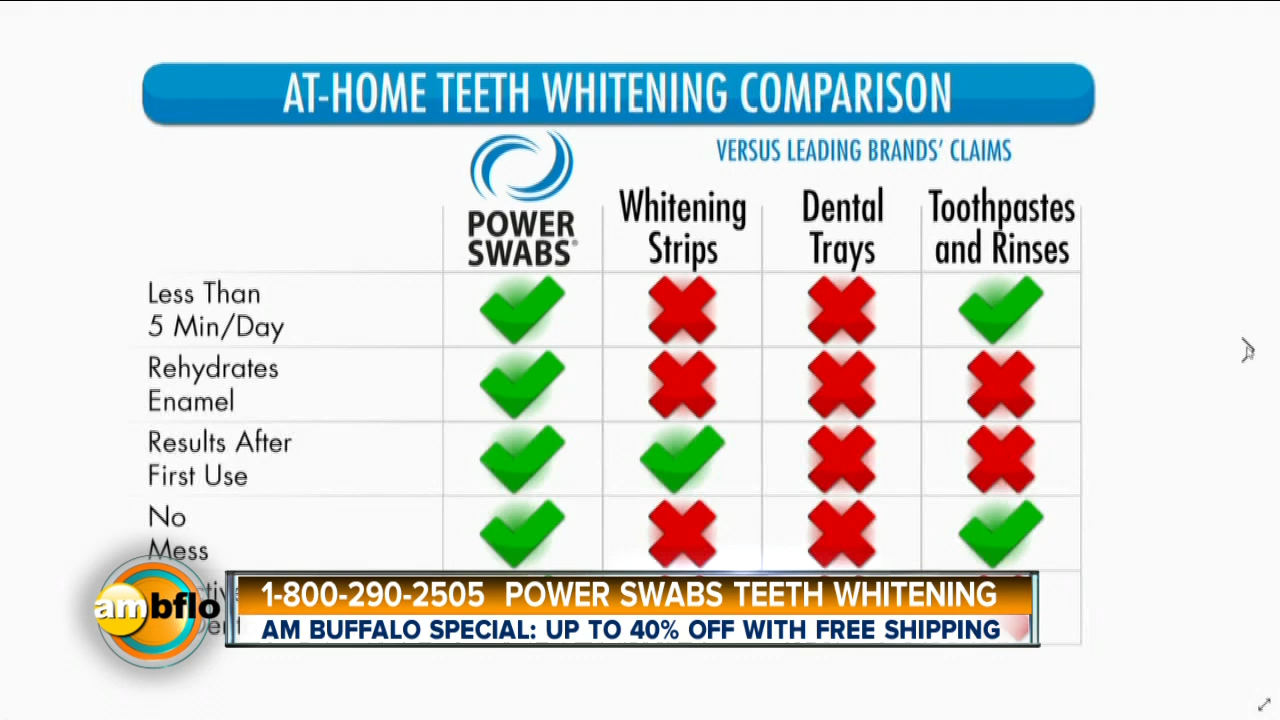 AT-HOME TEETH WHITENING COMPARISON
VERSUS LEADING BRANDS' CLAIMS
POWER
SWABS®
Whitening
Strips
Dental
Trays
Toothpastes
and Rinses
Less Than
5 Min/Day
Rehydrates
Enamel
Results After
First Use
No
Mess
am bflo
1-800-290-2505 POWER SWABS TEETH WHITENING
AM BUFFALO SPECIAL: UP TO 40% OFF WITH FREE SHIPPING